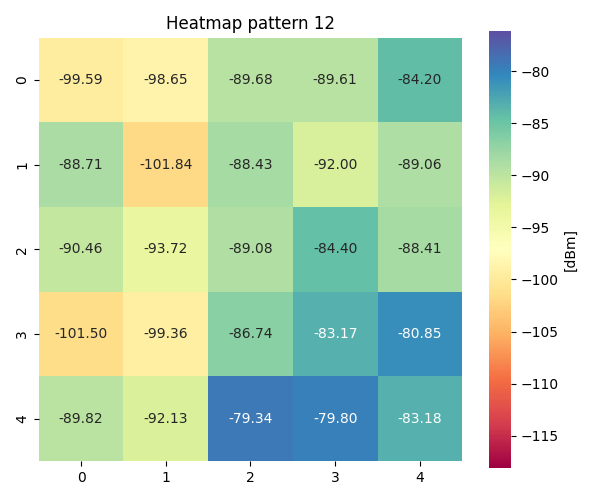 Heatmap pattern 12
0 -99.59 -98.65 -89.68 -89.61 -84.20
1 -88.71 -101.84 -88.43 -92.00 -89.06
2 -90.46 -93.72 -89.08 -84.40 -88.41
3 -101.50 -99.36 -86.74 -83.17 -80.85
4 -89.82 -92.13 -79.34 -79.80 -83.18
0 1 2 3 4
−80
−85
−90
−95
−100
−105
−110
−115
[dBm]